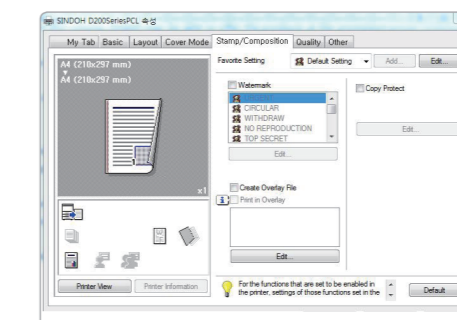 SINDOH D200SeriesPCL 속성
My Tab Basic Layout Cover Mode Stamp/Composition Quality Other
A4 (210x297 mm)
A4 (210x297 mm)
x1
Printer View Printer Information
Favorite Setting Default Setting Add... Edit...
Watermark
CIRCULAR
WITHDRAW
NO REPRODUCTION
TOP SECRET
Edit...
Create Overlay File
Print in Overlay
Edit...
Copy Protect
Edit...
For the functions that are set to be enabled in
the printer, settings of those functions set in the
Default